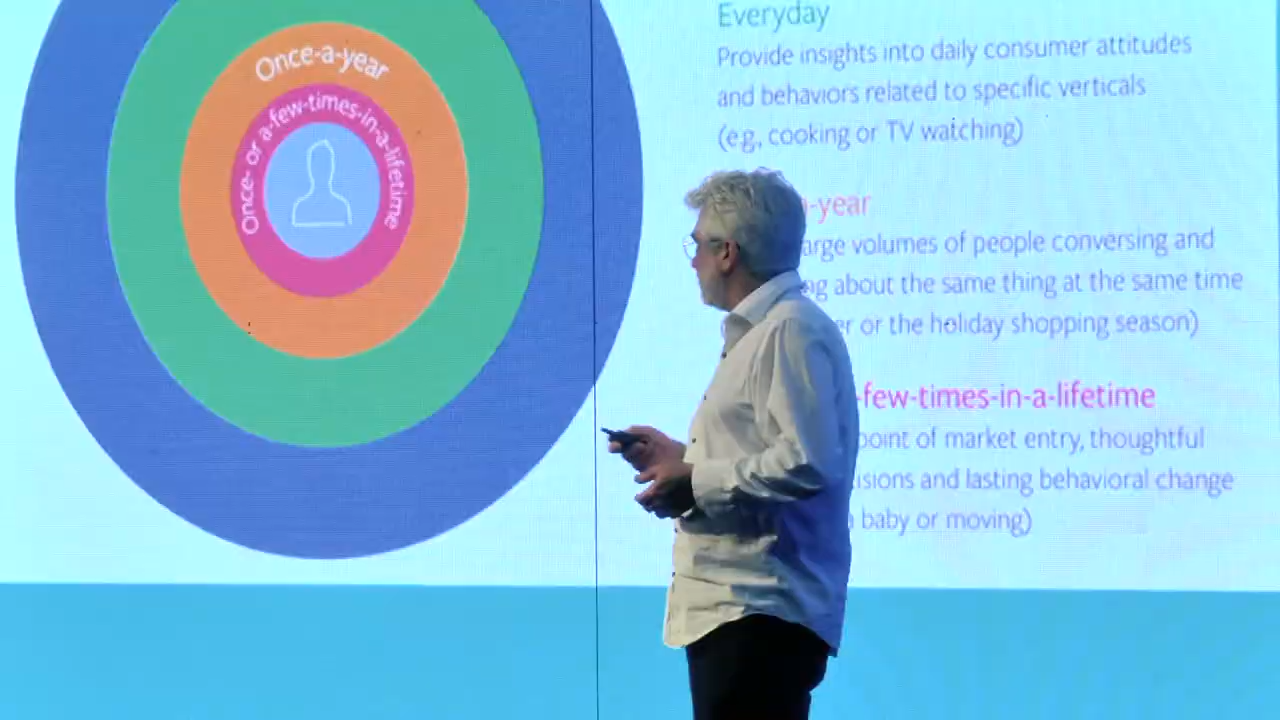 Once-a-year
Once- or a-few-times-in-a-lifetime
Everyday
Provide insights into daily consumer attitudes
and behaviors related to specific verticals
(e.g., cooking or TV watching)
-year
volumes of people conversing and
about the same thing at the same time
or the holiday shopping season)
-few-times-in-a-lifetime
of market entry, thoughtful
and lasting behavioral change
baby or moving)